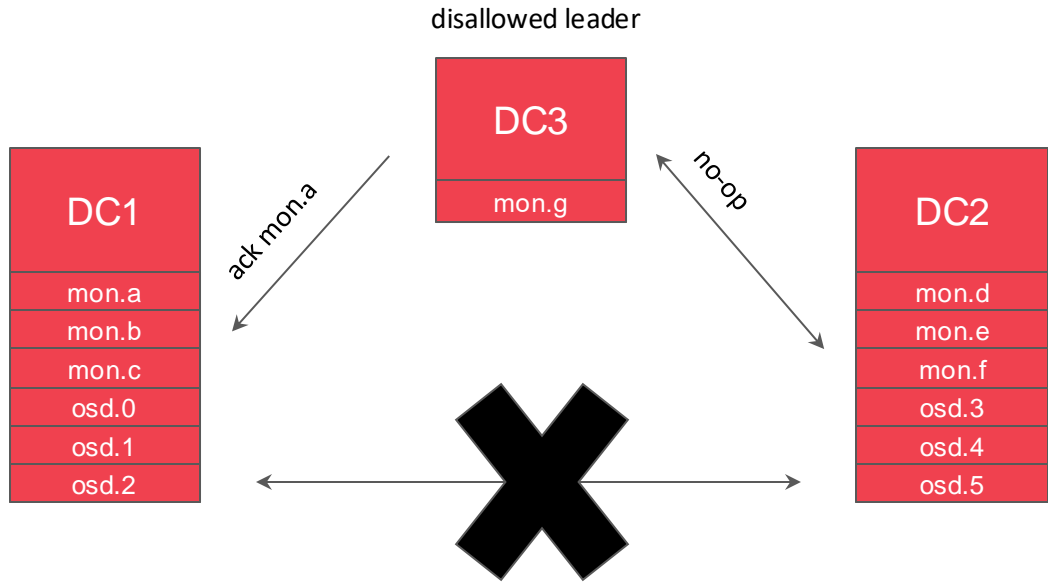 disallowed leader
DC3
mon.g
ack mon.a
no-op
DC1
mon.a
mon.b
mon.c
osd.0
osd.1
osd.2
DC2
mon.d
mon.e
mon.f
osd.3
osd.4
osd.5